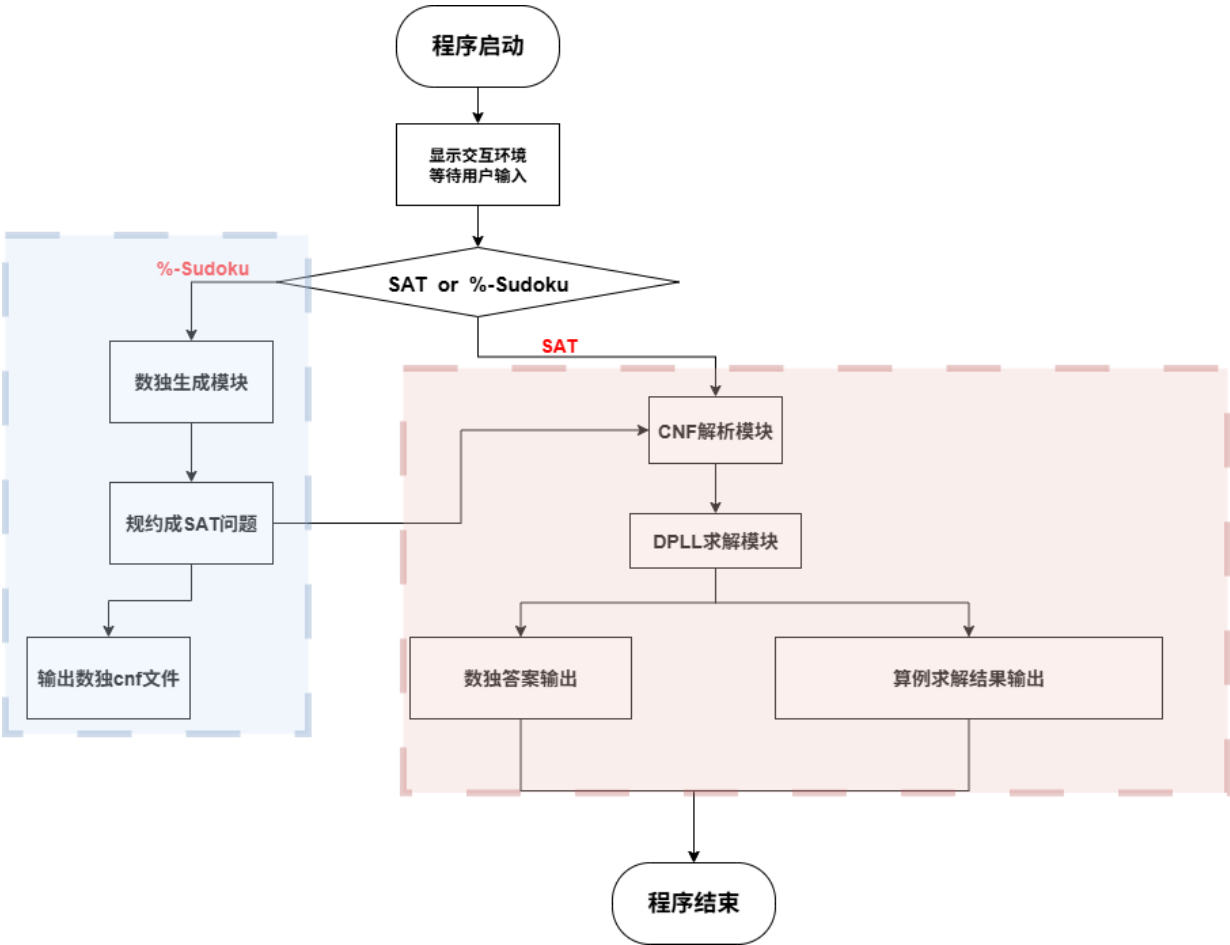 程序启动
显示交互环境
等待用户输入
%-Sudoku
SAT or %-Sudoku
SAT
数独生成模块
CNF解析模块
规约成SAT问题
DPLL求解模块
输出数独cnf文件
数独答案输出
算例求解结果输出
程序结束